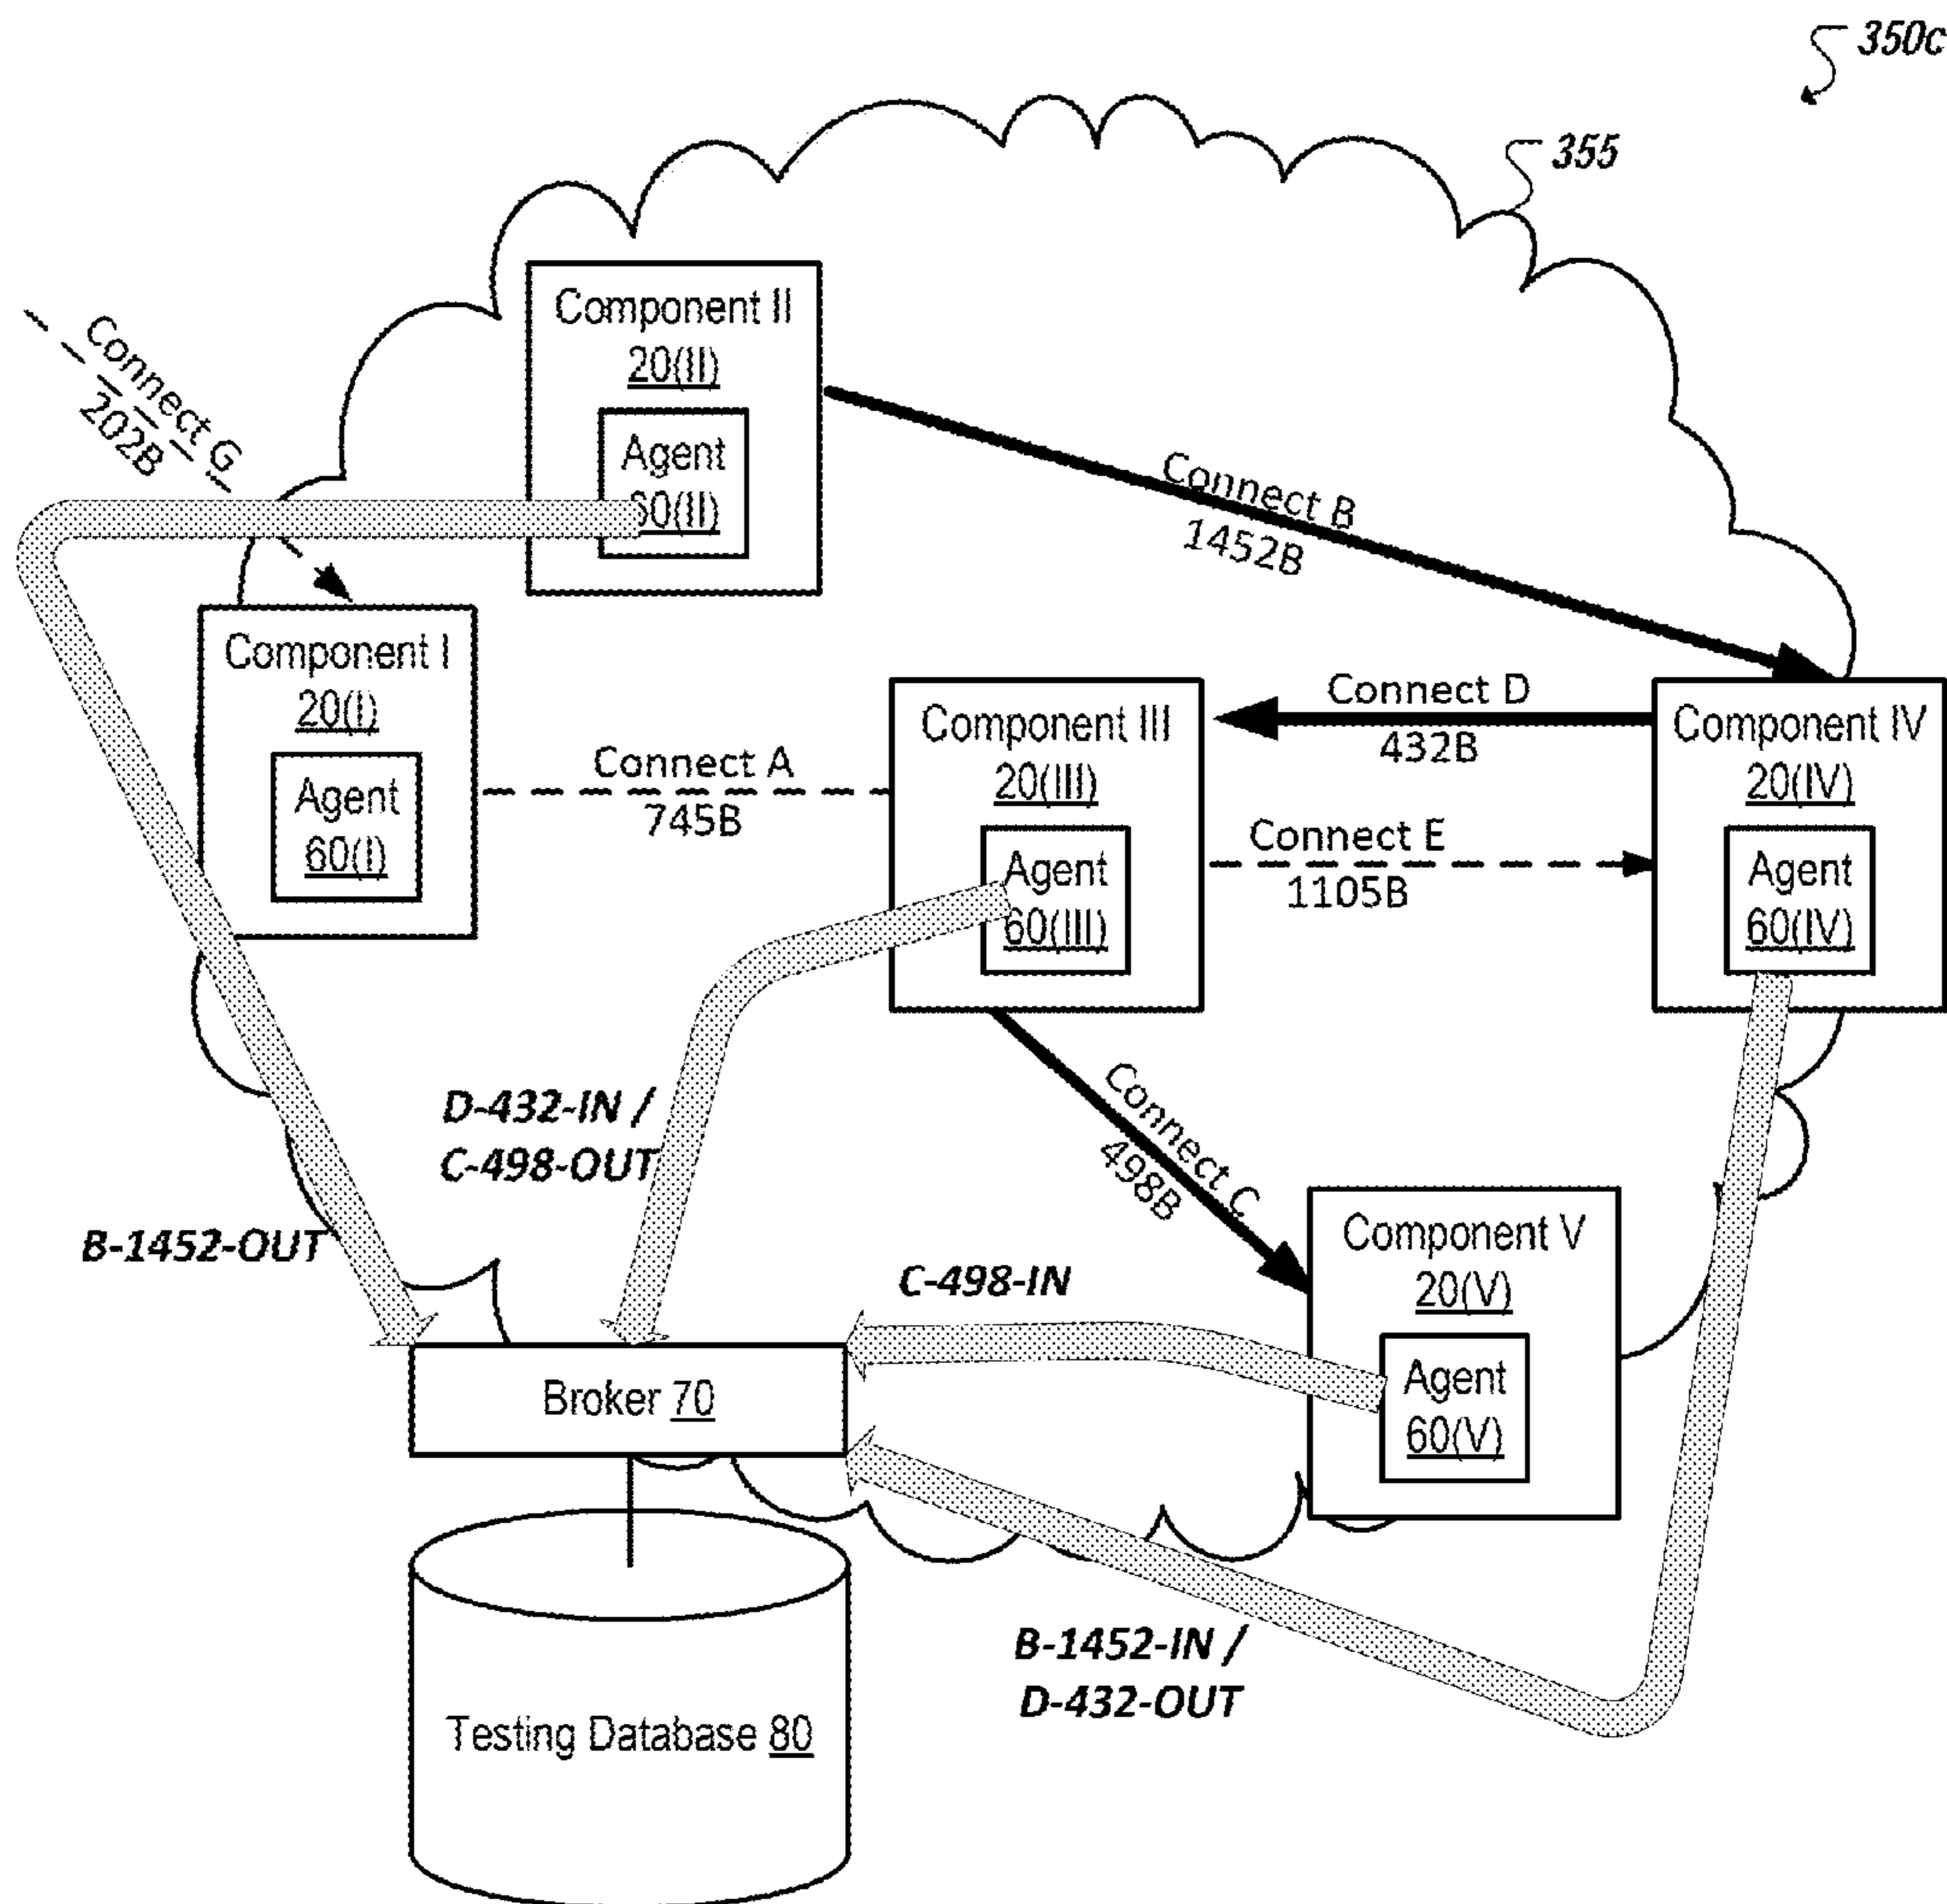 350c
355
Component II
20(II)
Agent
60(II)
Connect G
202B
Connect B
1452B
Component I
20(I)
Agent
60(I)
Connect A
745B
Component III
20(III)
Agent
60(III)
Connect D
432B
Connect E
1105B
Component IV
20(IV)
Agent
60(IV)
D-432-IN /
C-498-OUT
Connect C
498B
B-1452-OUT
C-498-IN
Component V
20(V)
Agent
60(V)
Broker 70
B-1452-IN /
D-432-OUT
Testing Database 80